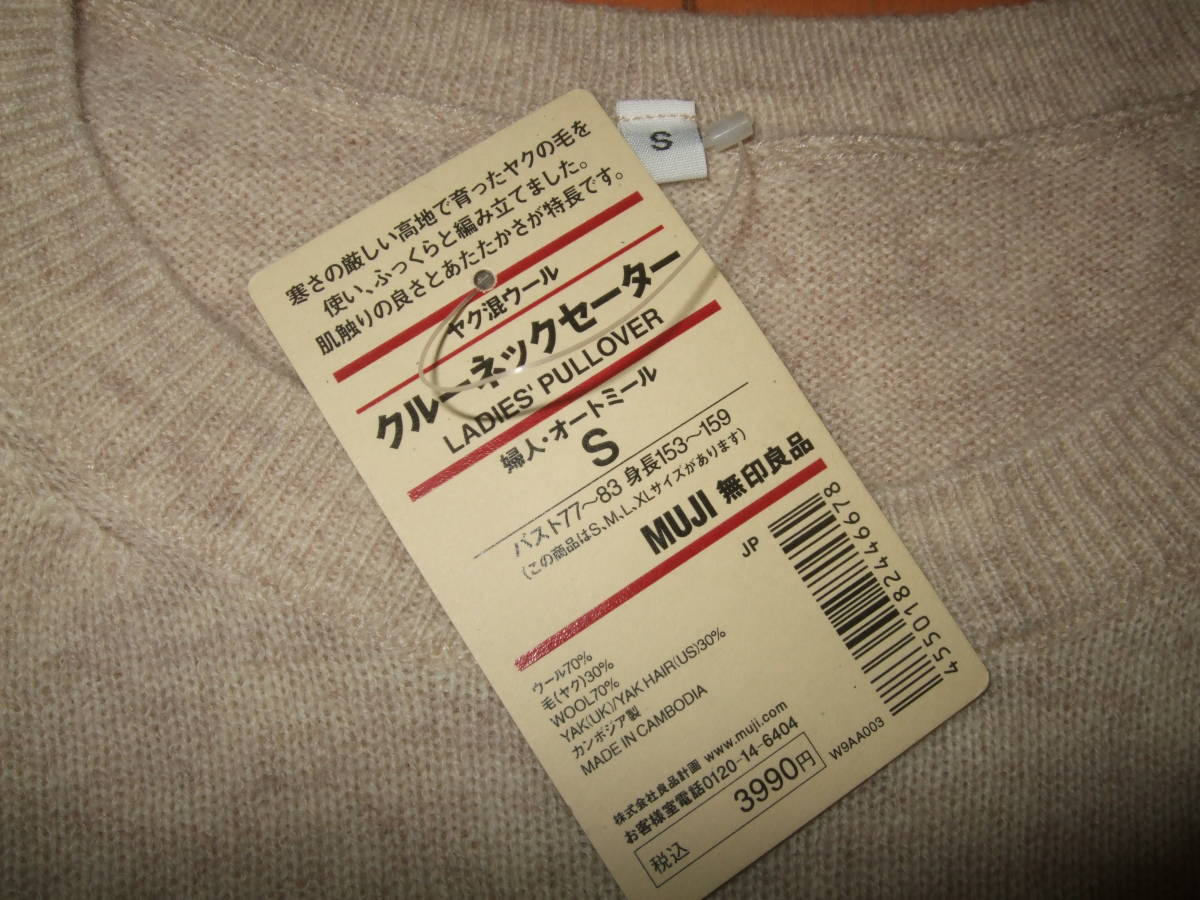 S
寒さの厳しい高地で育ったヤクの毛を
使い、ふっくらと編み立てました。
肌触りの良さとあたたかさが特長です。
ヤク混ウール
クルーネックセーター
LADIES' PULLOVER
婦人・オートミール
S
バスト77〜83 身長153〜159
(この商品はS、M、L、XLサイズがあります)
MUJI 無印良品
JP
4550182446678
ウール70%
毛(ヤク)30%
WOOL70%
YAK(UK)/YAK HAIR(US)30%
カンボジア製
MADE IN CAMBODIA
株式会社良品計画 www.muji.com
お客様室電話0120-14-6404
W9AA003
税込 3990円